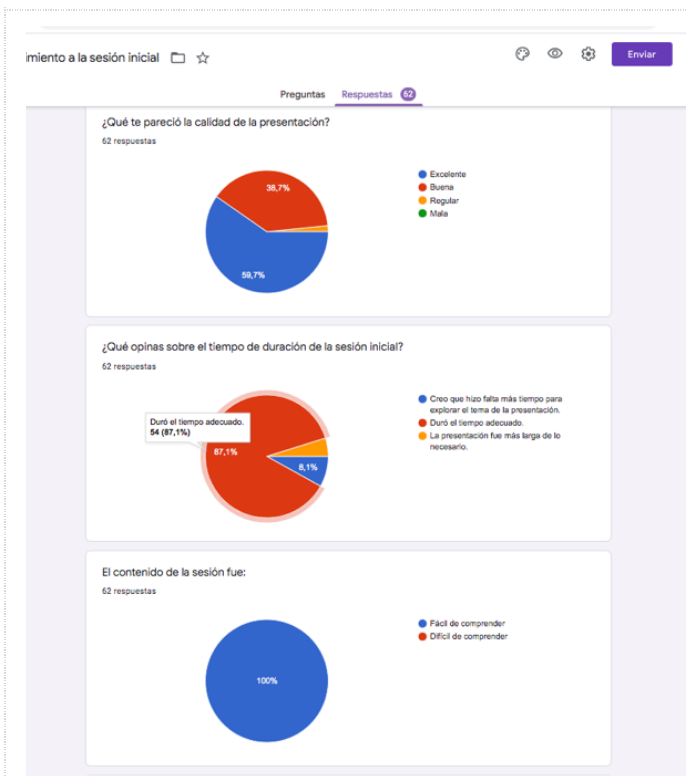 imiento a la sesión inicial
Enviar
Preguntas Respuestas 62
¿Qué te pareció la calidad de la presentación?
62 respuestas
38,7%
59,7%
Excelente
Buena
Regular
Mala
¿Qué opinas sobre el tiempo de duración de la sesión inicial?
62 respuestas
Duró el tiempo adecuado.
54 (87,1%)
87,1%
8,1%
Creo que hizo falta más tiempo para
explorar el tema de la presentación.
Duró el tiempo adecuado.
La presentación fue más larga de lo
necesario.
El contenido de la sesión fue:
62 respuestas
100%
Fácil de comprender
Difícil de comprender